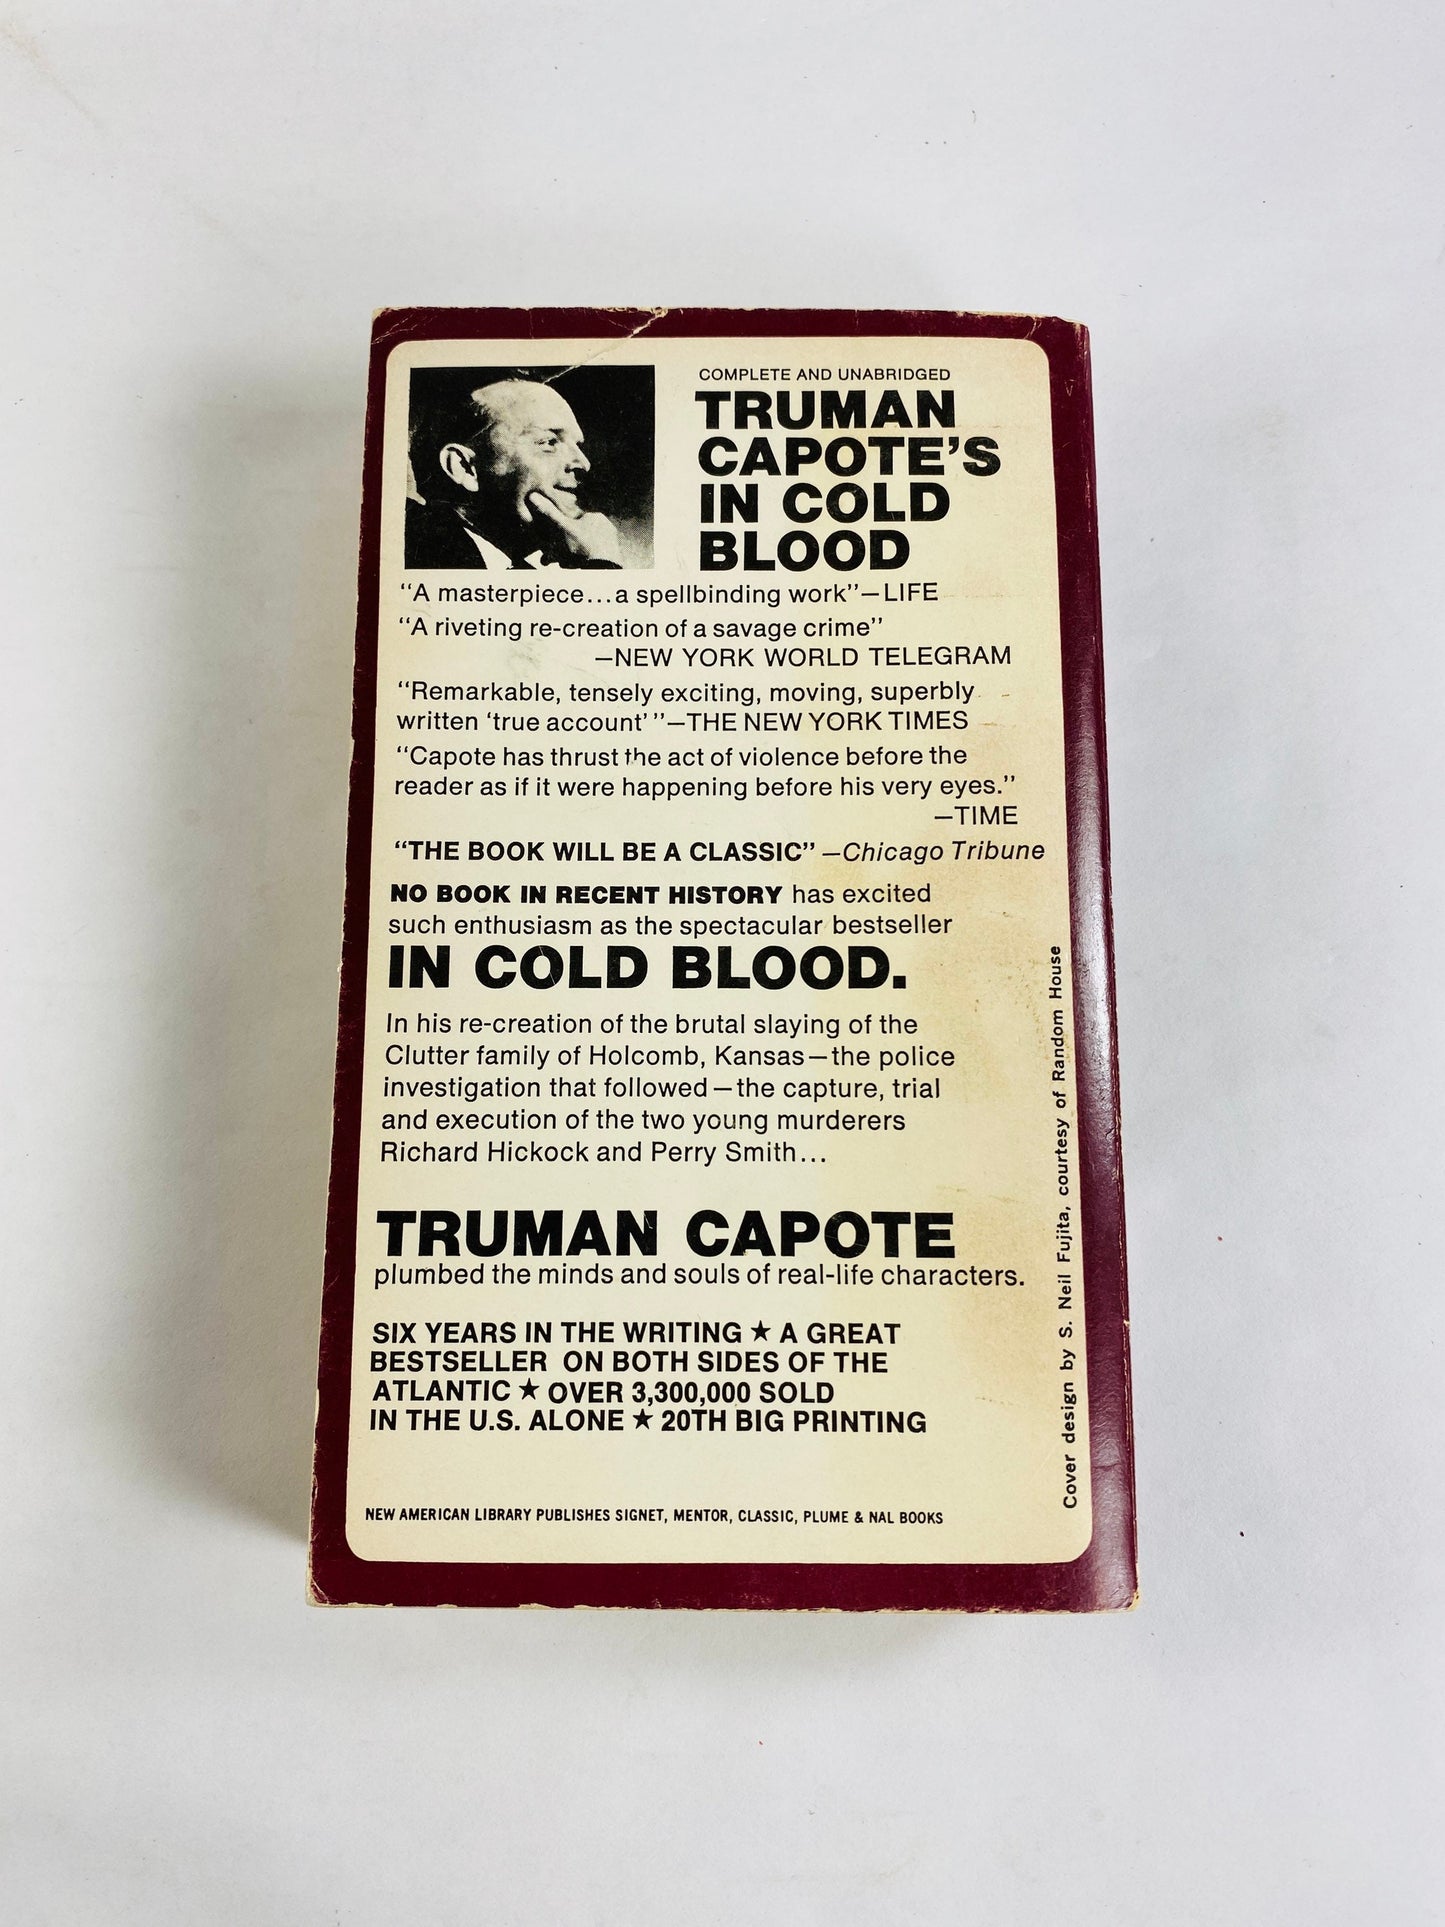 COMPLETE AND UNABRIDGED
TRUMAN
CAPOTE'S
IN COLD
BLOOD
“A masterpiece...a spellbinding work”—LIFE
“A riveting re-creation of a savage crime”
—NEW YORK WORLD TELEGRAM
“Remarkable, tensely exciting, moving, superbly
written ‘true account’”—THE NEW YORK TIMES
“Capote has thrust the act of violence before the
reader as if it were happening before his very eyes.”
—TIME
“THE BOOK WILL BE A CLASSIC” —Chicago Tribune
NO BOOK IN RECENT HISTORY has excited
such enthusiasm as the spectacular bestseller
IN COLD BLOOD.
In his re-creation of the brutal slaying of the
Clutter family of Holcomb, Kansas—the police
investigation that followed—the capture, trial
and execution of the two young murderers
Richard Hickock and Perry Smith...
TRUMAN CAPOTE
plumbed the minds and souls of real-life characters.
SIX YEARS IN THE WRITING ★ A GREAT
BESTSELLER ON BOTH SIDES OF THE
ATLANTIC ★ OVER 3,300,000 SOLD
IN THE U.S. ALONE ★ 20TH BIG PRINTING
NEW AMERICAN LIBRARY PUBLISHES SIGNET, MENTOR, CLASSIC, PLUME & NAL BOOKS
Cover design by S. Neil Fujita, courtesy of Random House